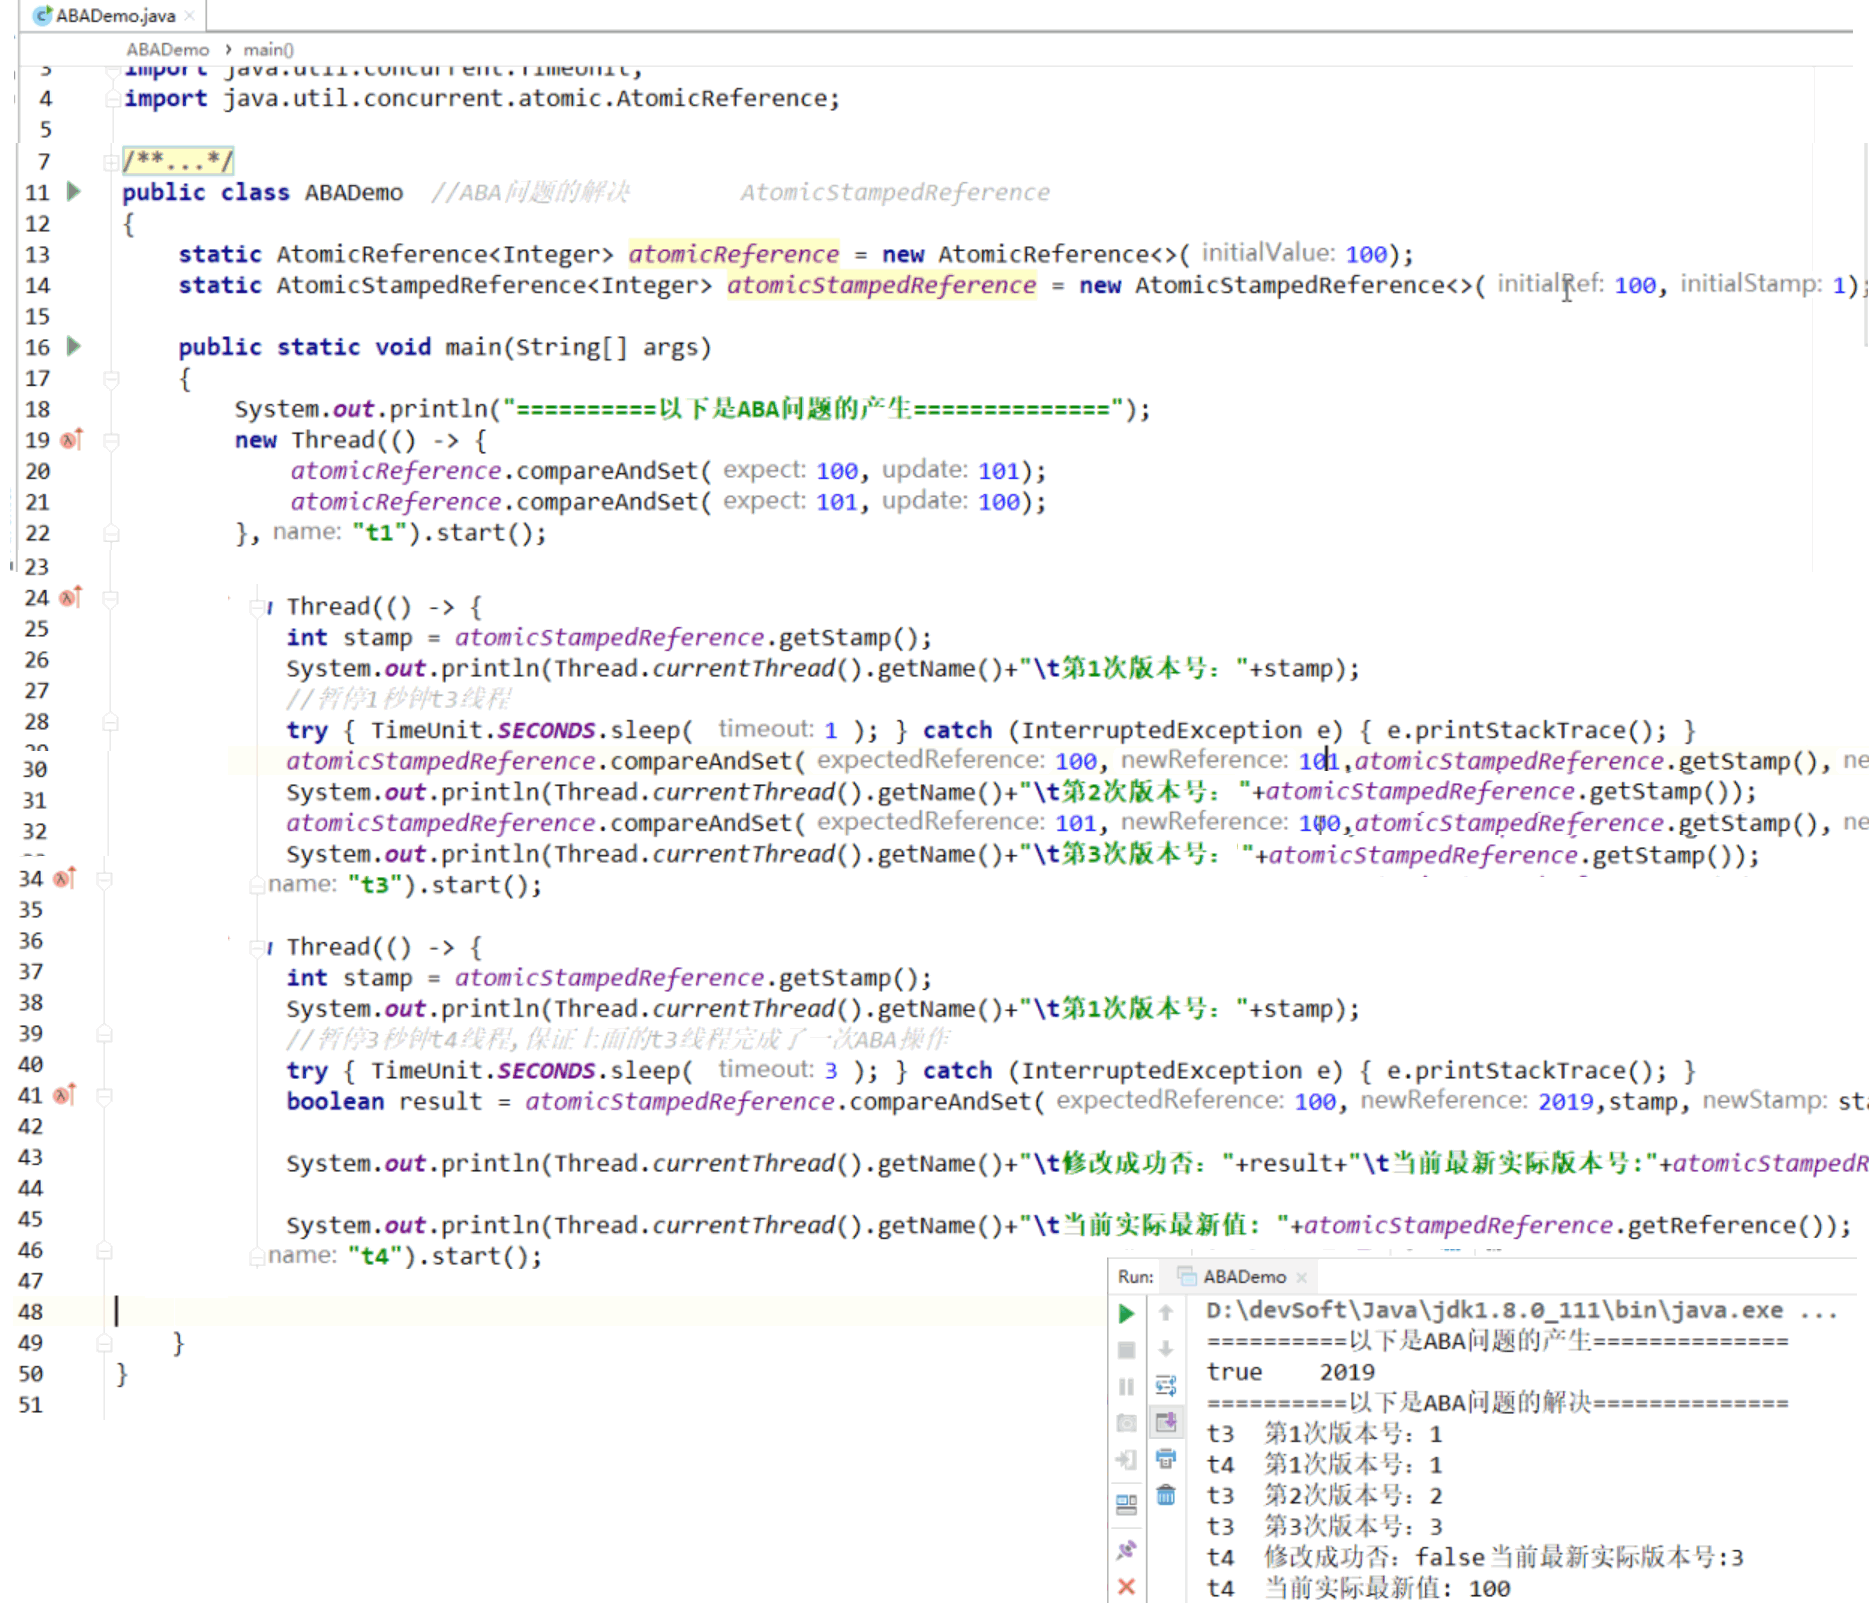 ABADemo.java
ABADemo > main()
3 import java.util.concurrent.TimeUnit;
4 import java.util.concurrent.atomic.AtomicReference;
5
7 /**...*/
11 public class ABADemo //ABA问题的解决 AtomicStampedReference
12 {
13 static AtomicReference<Integer> atomicReference = new AtomicReference<>( initialValue: 100);
14 static AtomicStampedReference<Integer> atomicStampedReference = new AtomicStampedReference<>( initialRef: 100, initialStamp: 1);
15
16 public static void main(String[] args)
17 {
18 System.out.println("==========以下是ABA问题的产生==============");
19 new Thread(() -> {
20 atomicReference.compareAndSet( expect: 100, update: 101);
21 atomicReference.compareAndSet( expect: 101, update: 100);
22 }, name: "t1").start();
23
24 Thread(() -> {
25 int stamp = atomicStampedReference.getStamp();
26 System.out.println(Thread.currentThread().getName()+"\t第1次版本号: "+stamp);
27 //暂停1秒钟t3线程
28 try { TimeUnit.SECONDS.sleep( timeout: 1 ); } catch (InterruptedException e) { e.printStackTrace(); }
30 atomicStampedReference.compareAndSet( expectedReference: 100, newReference: 101,atomicStampedReference.getStamp(), ne
31 System.out.println(Thread.currentThread().getName()+"\t第2次版本号: "+atomicStampedReference.getStamp());
32 atomicStampedReference.compareAndSet( expectedReference: 101, newReference: 100,atomicStampedReference.getStamp(), ne
System.out.println(Thread.currentThread().getName()+"\t第3次版本号: "+atomicStampedReference.getStamp());
34 name: "t3").start();
35
36 Thread(() -> {
37 int stamp = atomicStampedReference.getStamp();
38 System.out.println(Thread.currentThread().getName()+"\t第1次版本号: "+stamp);
39 //暂停3秒钟t4线程,保证上面的t3线程完成了一次ABA操作
40 try { TimeUnit.SECONDS.sleep( timeout: 3 ); } catch (InterruptedException e) { e.printStackTrace(); }
41 boolean result = atomicStampedReference.compareAndSet( expectedReference: 100, newReference: 2019,stamp, newStamp: sta
42
43 System.out.println(Thread.currentThread().getName()+"\t修改成功否: "+result+"\t当前最新实际版本号:"+atomicStampedR
44
45 System.out.println(Thread.currentThread().getName()+"\t当前实际最新值: "+atomicStampedReference.getReference());
46 name: "t4").start();
47
48
49 }
50 }
51
Run: ABADemo
D:\devSoft\Java\jdk1.8.0_111\bin\java.exe ...
==========以下是ABA问题的产生==============
true 2019
==========以下是ABA问题的解决==============
t3 第1次版本号: 1
t4 第1次版本号: 1
t3 第2次版本号: 2
t3 第3次版本号: 3
t4 修改成功否: false 当前最新实际版本号:3
t4 当前实际最新值: 100